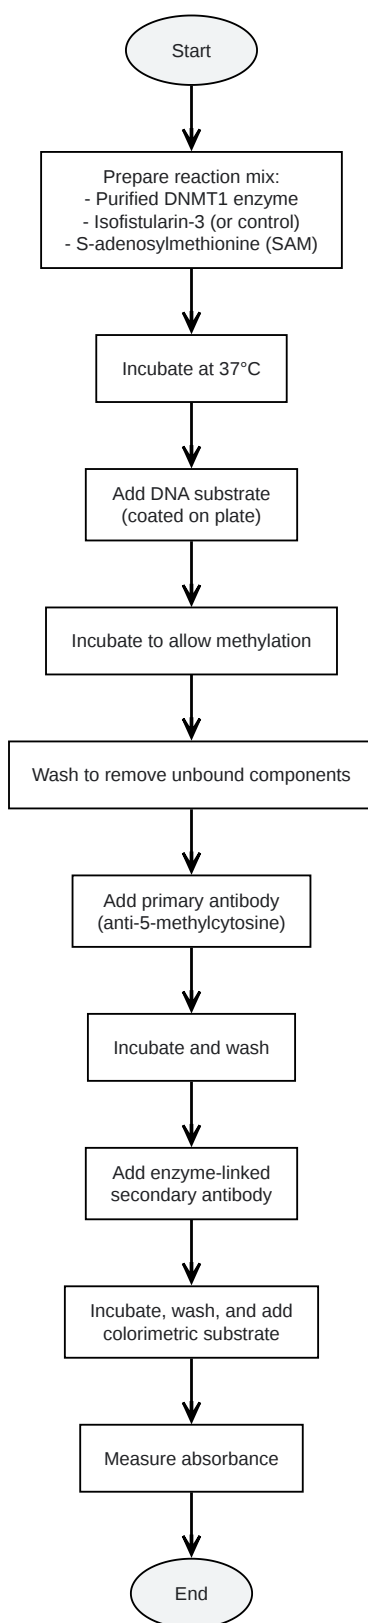 Start
Prepare reaction mix:
- Purified DNMT1 enzyme
- Isofistularin-3 (or control)
- S-adenosylmethionine (SAM)
Incubate at 37°C
Add DNA substrate
(coated on plate)
Incubate to allow methylation
Wash to remove unbound components
Add primary antibody
(anti-5-methylcytosine)
Incubate and wash
Add enzyme-linked
secondary antibody
Incubate, wash, and add
colorimetric substrate
Measure absorbance
End